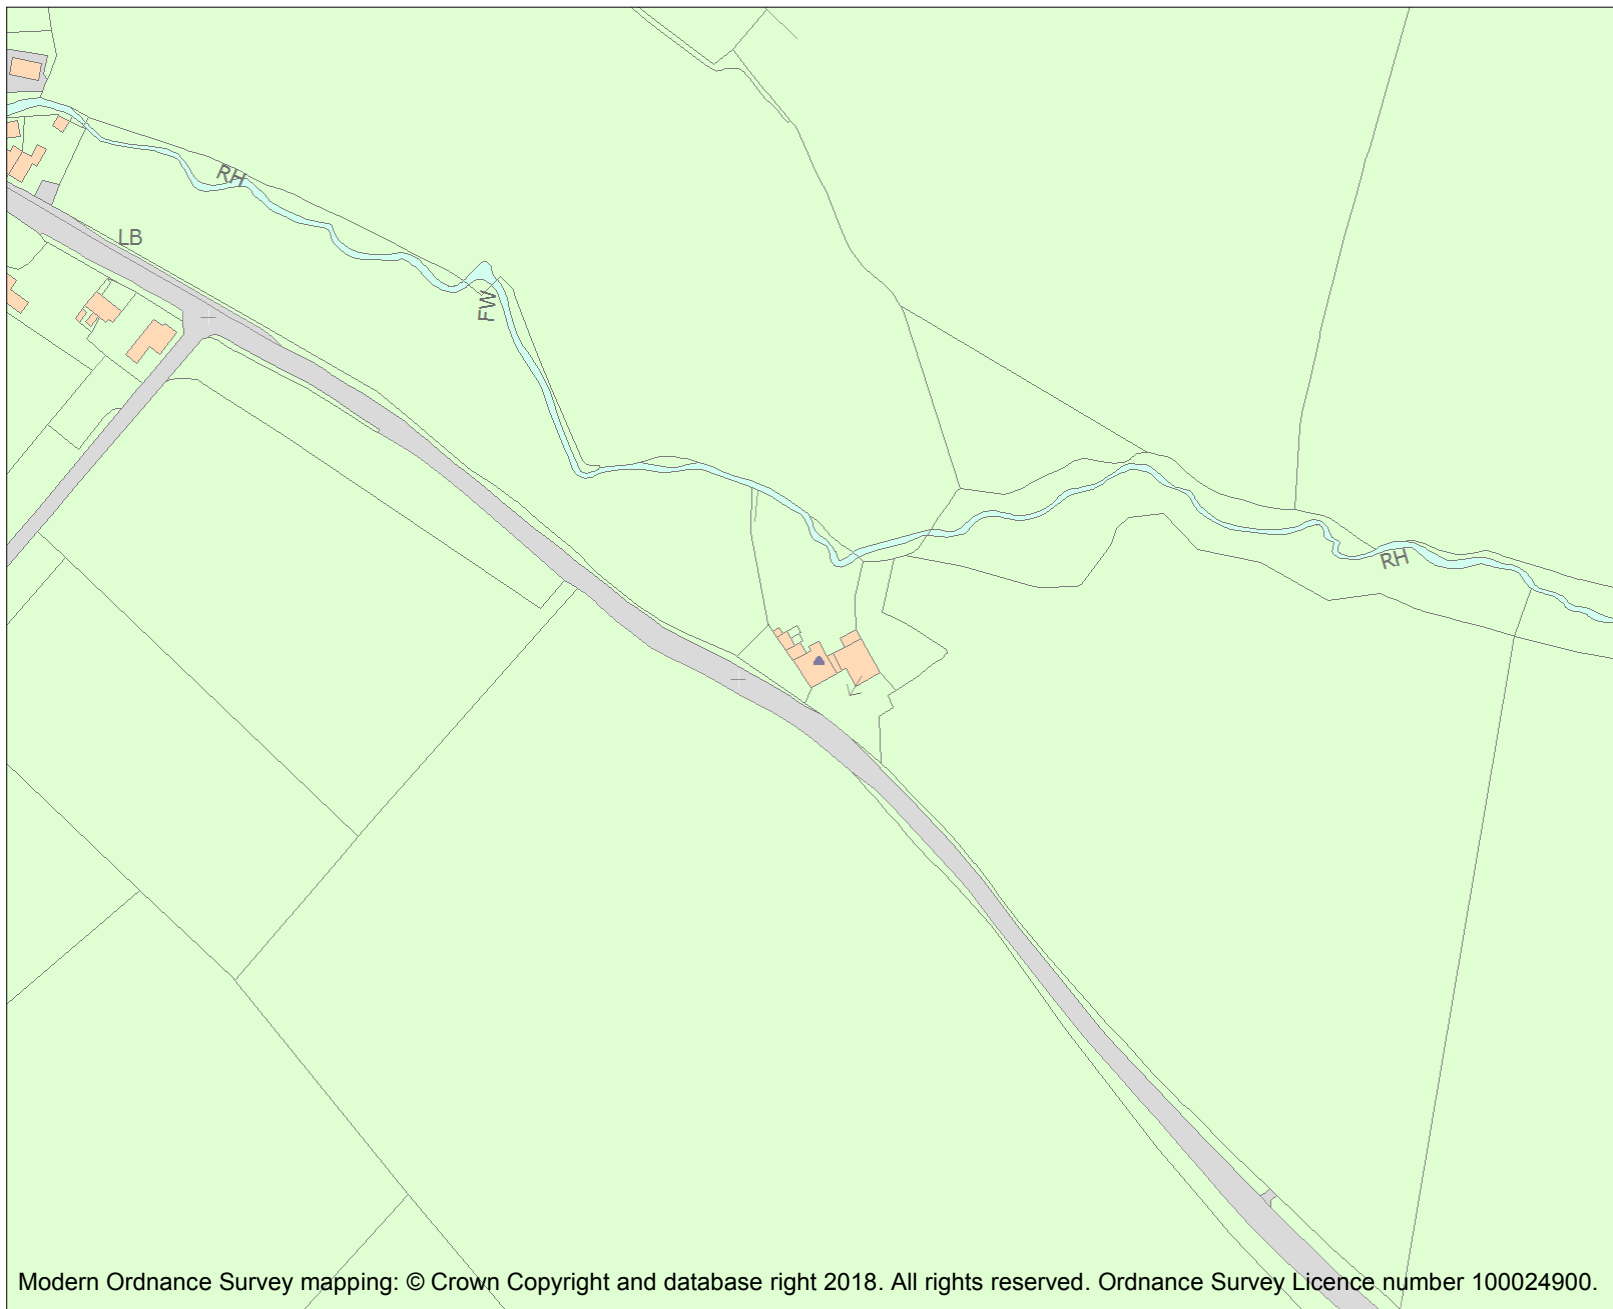 RH
LB
FW
RH
Modern Ordnance Survey mapping: © Crown Copyright and database right 2018. All rights reserved. Ordnance Survey Licence number 100024900.